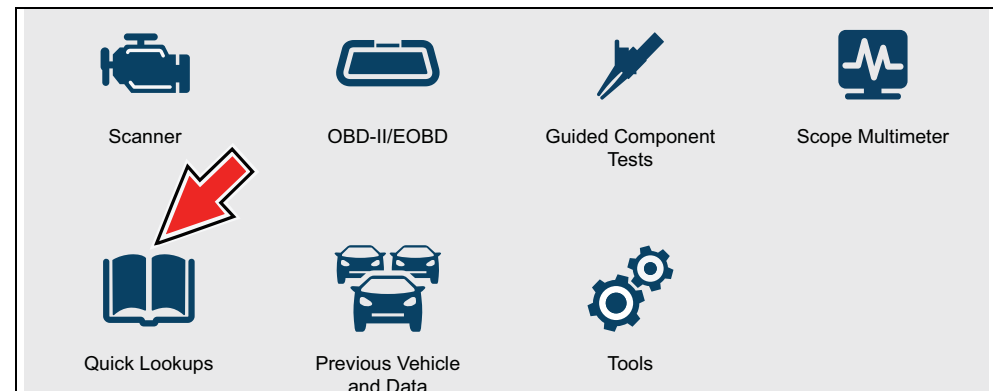 Scanner
OBD-II/EOBD
Guided Component
Tests
Scope Multimeter
Quick Lookups
Previous Vehicle
and Data
Tools